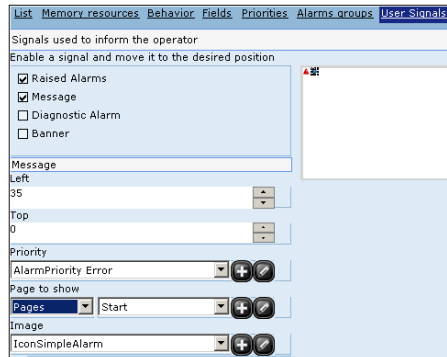 List Memory resources Behavior Fields Priorities Alarms groups User Signals
Signals used to inform the operator
Enable a signal and move it to the desired position
Raised Alarms
Message
Diagnostic Alarm
Banner
Message
Left
35
Top
0
Priority
AlarmPriority Error
Page to show
Pages Start
Image
IconSimpleAlarm